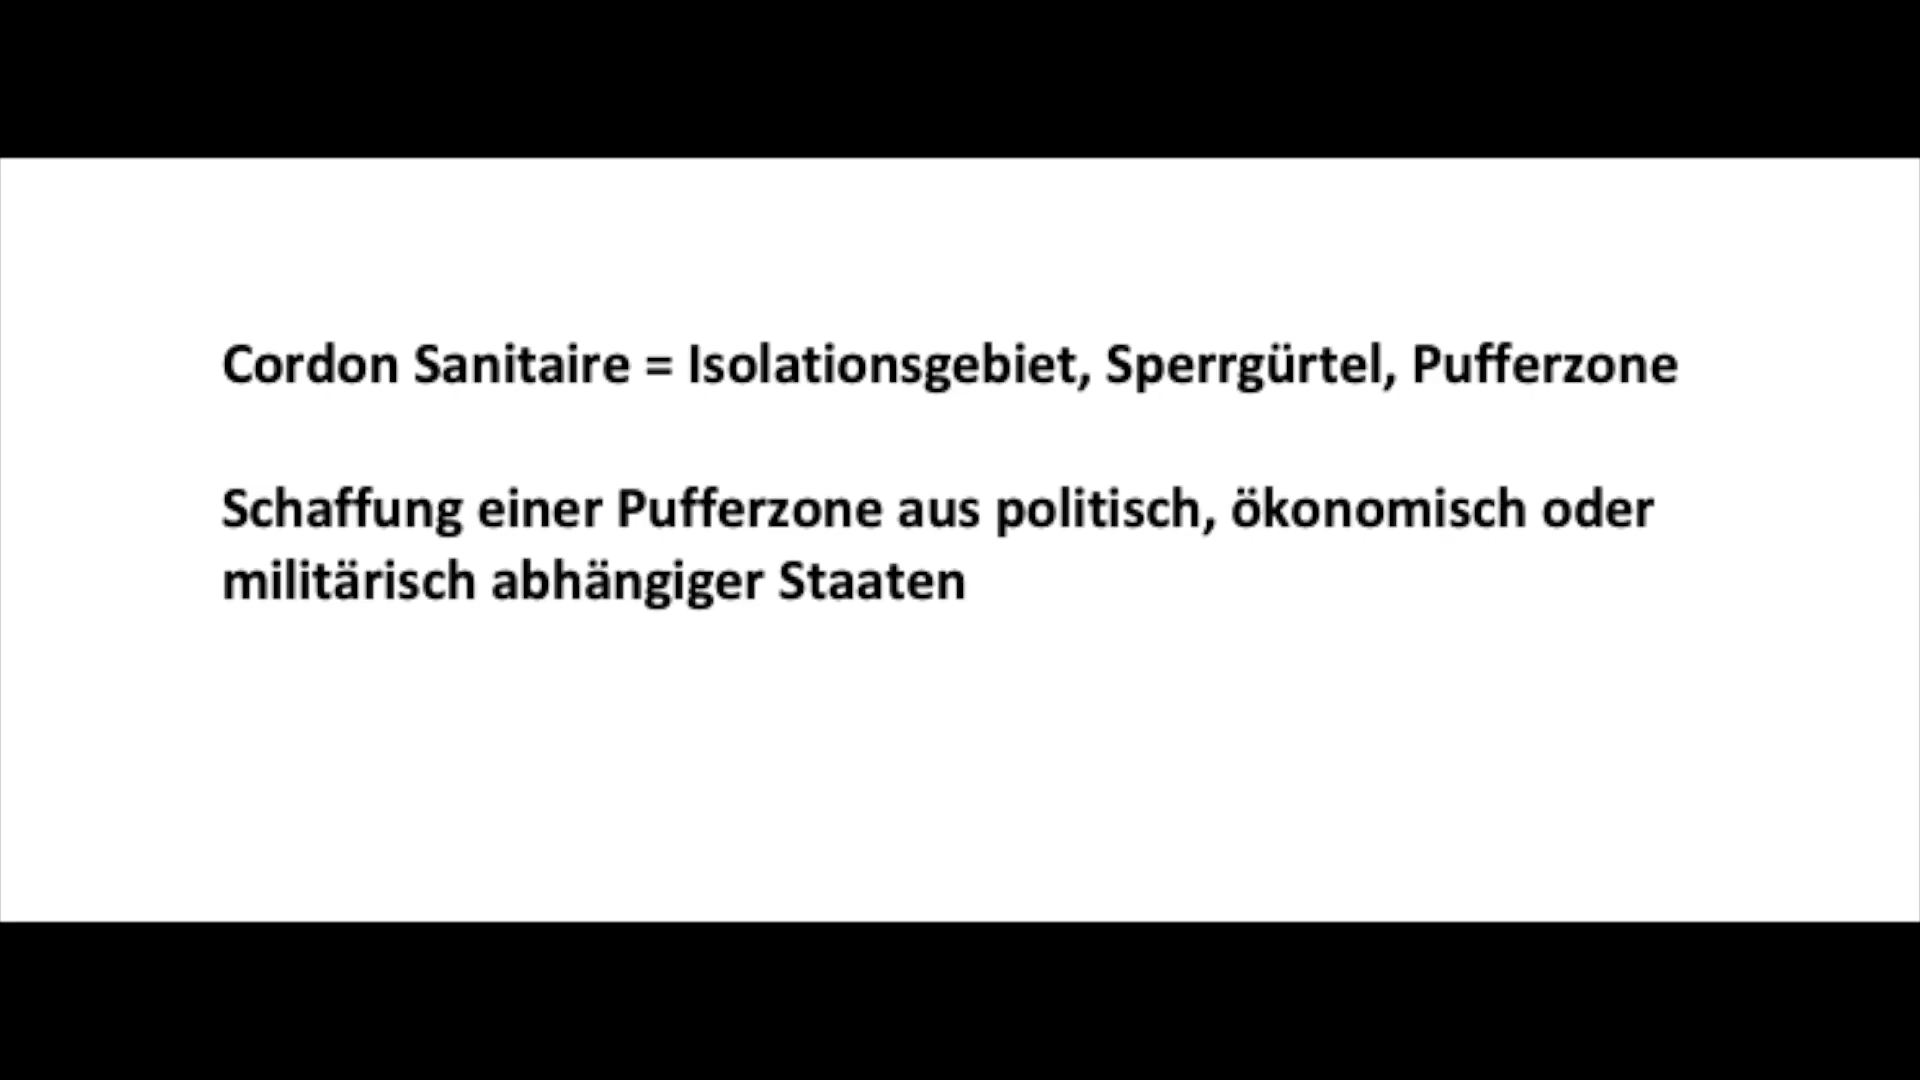 Cordon Sanitaire = Isolationsgebiet, Sperrgürtel, Pufferzone
Schaffung einer Pufferzone aus politisch, ökonomisch oder
militärisch abhängiger Staaten